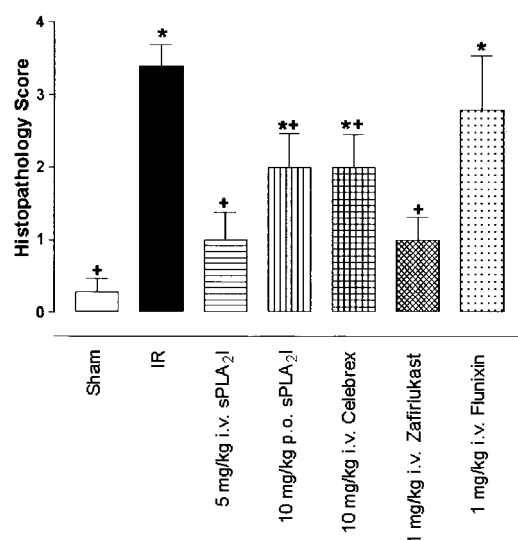 Histopathology Score
4
3
2
1
0
+
*
+
*+
*+
+
*
Sham
IR
5 mg/kg i.v. sPLA₂I
10 mg/kg p.o. sPLA₂I
10 mg/kg i.v. Celebrex
1 mg/kg i.v. Zafirlukast
1 mg/kg i.v. Flunixin